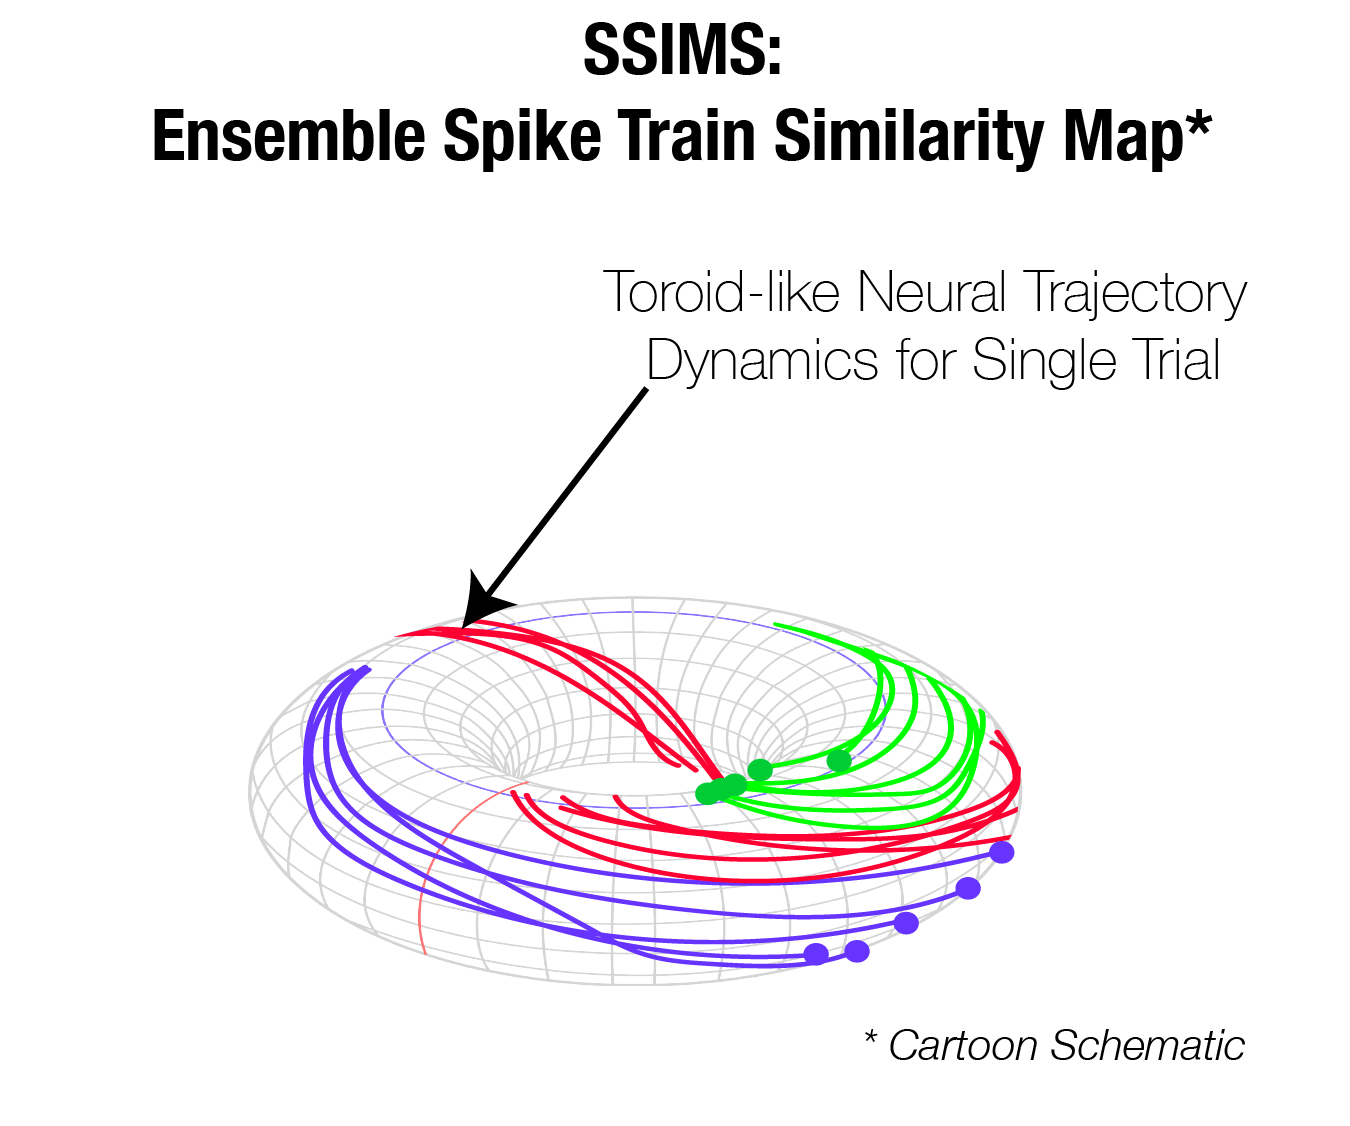 SSIMS:
Ensemble Spike Train Similarity Map*
Toroid-like Neural Trajectory
Dynamics for Single Trial
* Cartoon Schematic